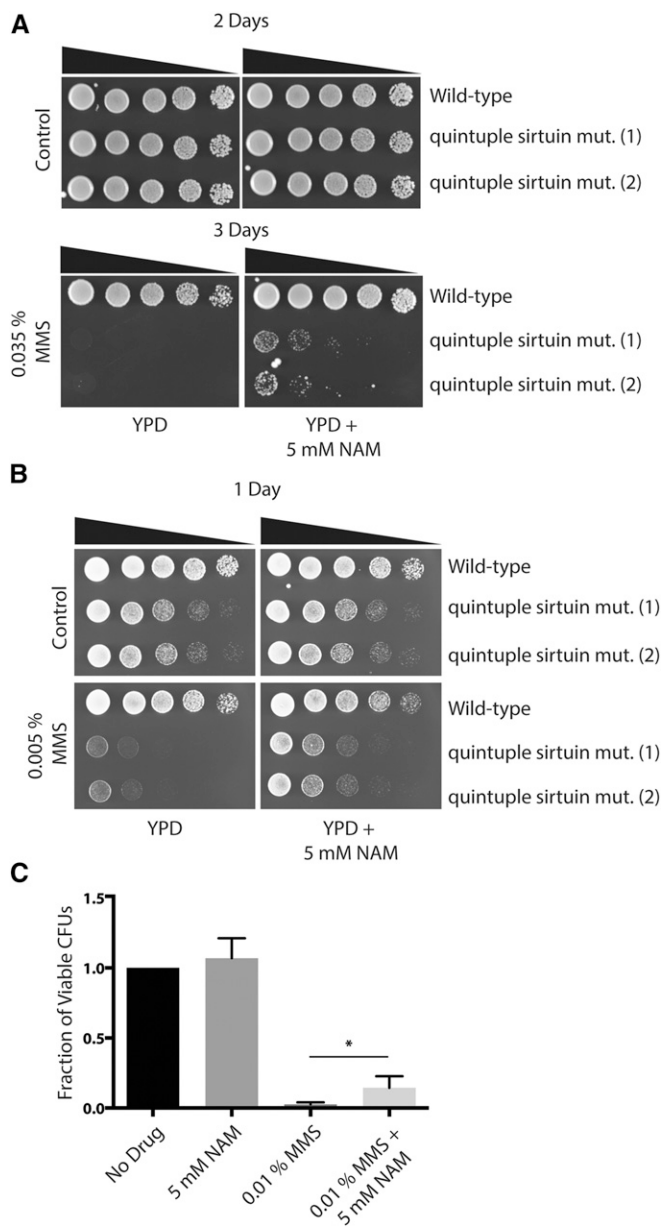 A
2 Days
Control
Wild-type
quintuple sirtuin mut. (1)
quintuple sirtuin mut. (2)
3 Days
0.035 %
MMS
Wild-type
quintuple sirtuin mut. (1)
quintuple sirtuin mut. (2)
YPD
YPD +
5 mM NAM
B
1 Day
Control
Wild-type
quintuple sirtuin mut. (1)
quintuple sirtuin mut. (2)
0.005 %
MMS
Wild-type
quintuple sirtuin mut. (1)
quintuple sirtuin mut. (2)
YPD
YPD +
5 mM NAM
C
Fraction of Viable CFUs
1.5
1.0
0.5
0.0
*
No Drug
5 mM NAM
0.01 % MMS
0.01 % MMS +
5 mM NAM